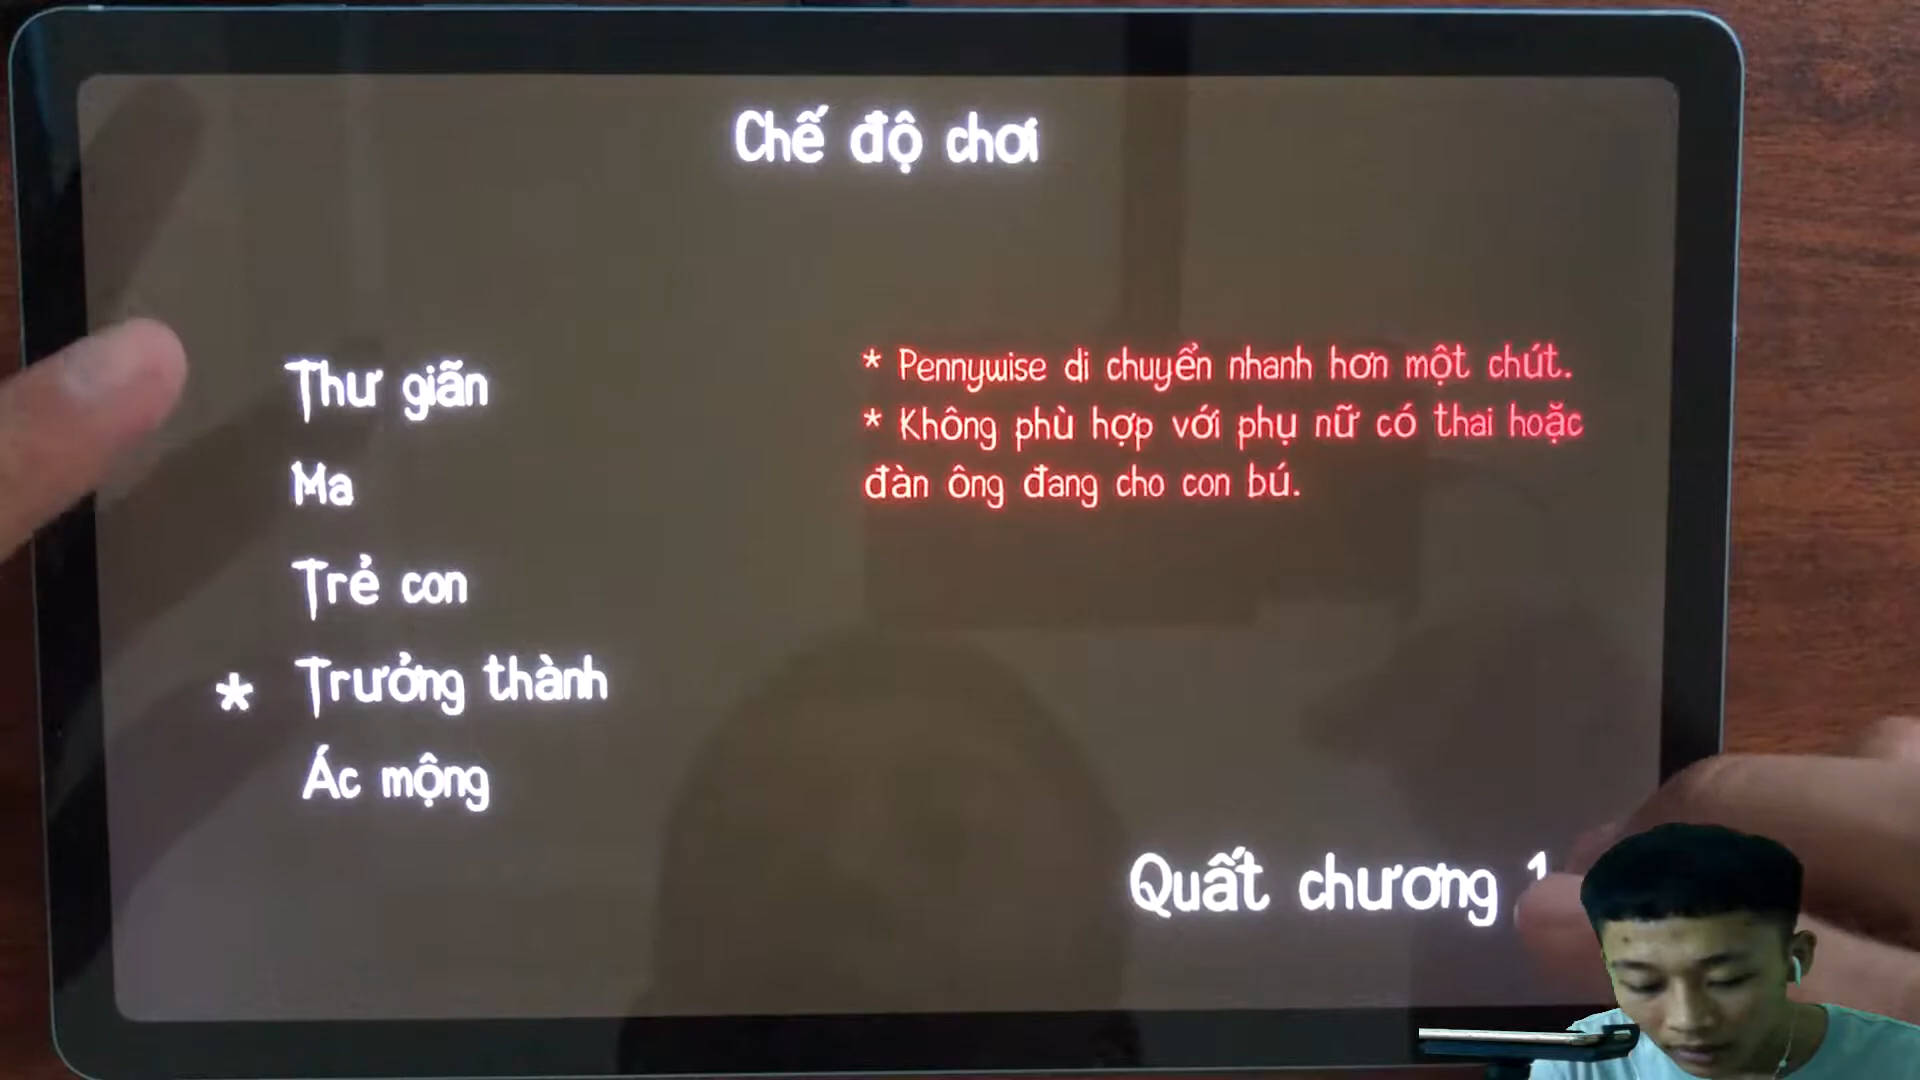 Chế độ chơi
Thư giãn
Ma
Trẻ con
* Trưởng thành
Ác mộng
* Pennywise di chuyển nhanh hơn một chút.
* Không phù hợp với phụ nữ có thai hoặc
đàn ông đang cho con bú.
Quất chương 1